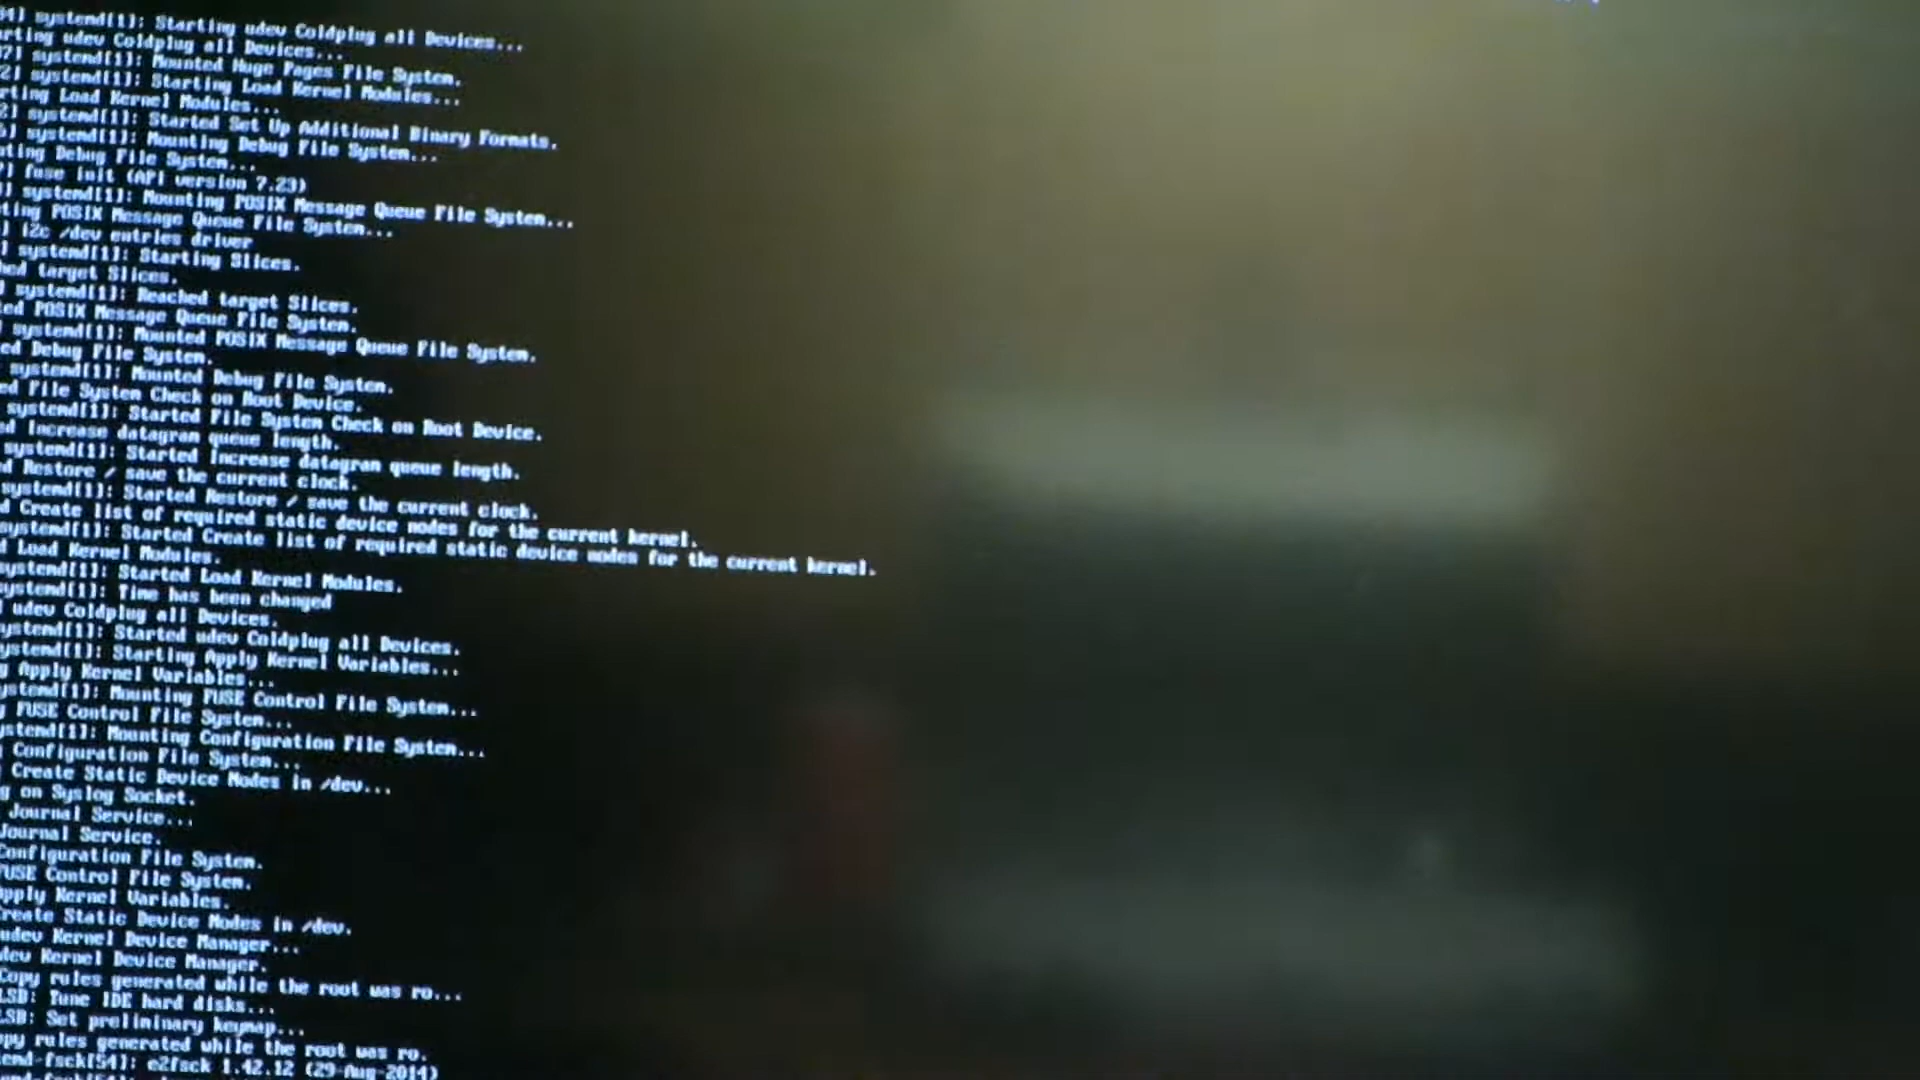 systemd[1]: Starting udev Coldplug all Devices...
udev Coldplug all Devices...
systemd[1]: Mounted Huge Pages File System.
systemd[1]: Starting Load Kernel Modules...
rting Load Kernel Modules...
systemd[1]: Started Set Up Additional Binary Formats.
systemd[1]: Mounting Debug File System...
ting Debug File System...
] fuse init (API version 7.23)
] systemd[1]: Mounting POSIX Message Queue File System...
ting POSIX Message Queue File System...
] i2c /dev entries driver
] systemd[1]: Starting Slices.
hed target Slices.
] systemd[1]: Reached target Slices.
ed POSIX Message Queue File System.
systemd[1]: Mounted POSIX Message Queue File System.
ed Debug File System.
systemd[1]: Mounted Debug File System.
ed File System Check on Root Device.
systemd[1]: Started File System Check on Root Device.
ed Increase datagram queue length.
systemd[1]: Started Increase datagram queue length.
d Restore / save the current clock.
systemd[1]: Started Restore / save the current clock.
d Create list of required static device nodes for the current kernel.
systemd[1]: Started Create list of required static device nodes for the current kernel.
d Load Kernel Modules.
systemd[1]: Started Load Kernel Modules.
ystemd[1]: Time has been changed
udev Coldplug all Devices.
ystemd[1]: Started udev Coldplug all Devices.
ystemd[1]: Starting Apply Kernel Variables...
g Apply Kernel Variables...
ystemd[1]: Mounting FUSE Control File System...
FUSE Control File System...
ystemd[1]: Mounting Configuration File System...
Configuration File System...
Create Static Device Nodes in /dev...
g on Syslog Socket.
Journal Service...
Journal Service.
Configuration File System.
FUSE Control File System.
pply Kernel Variables.
reate Static Device Nodes in /dev.
udev Kernel Device Manager...
dev Kernel Device Manager.
Copy rules generated while the root was ro...
LSB: Tune IDE hard disks...
LSB: Set preliminary keymap...
opy rules generated while the root was ro.
emd-fsck[54]: e2fsck 1.42.12 (29-Aug-2014)